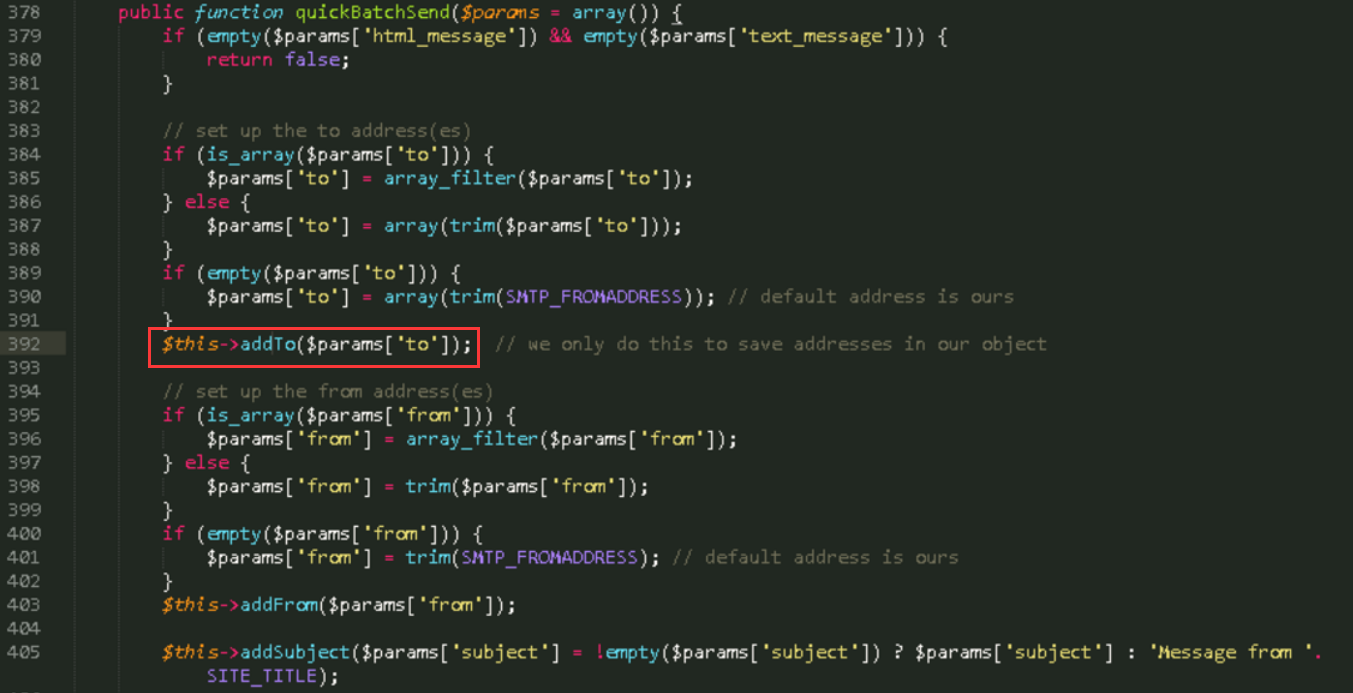 378 public function quickBatchSend($params = array()) {
379 if (empty($params['html_message']) && empty($params['text_message'])) {
380 return false;
381 }
382
383 // set up the to address(es)
384 if (is_array($params['to'])) {
385 $params['to'] = array_filter($params['to']);
386 } else {
387 $params['to'] = array(trim($params['to']));
388 }
389 if (empty($params['to'])) {
390 $params['to'] = array(trim(SMTP_FROMADDRESS)); // default address is ours
391 }
392 $this->addTo($params['to']); // we only do this to save addresses in our object
393
394 // set up the from address(es)
395 if (is_array($params['from'])) {
396 $params['from'] = array_filter($params['from']);
397 } else {
398 $params['from'] = trim($params['from']);
399 }
400 if (empty($params['from'])) {
401 $params['from'] = trim(SMTP_FROMADDRESS); // default address is ours
402 }
403 $this->addFrom($params['from']);
404
405 $this->addSubject($params['subject'] = !empty($params['subject']) ? $params['subject'] : 'Message from '.
SITE_TITLE);